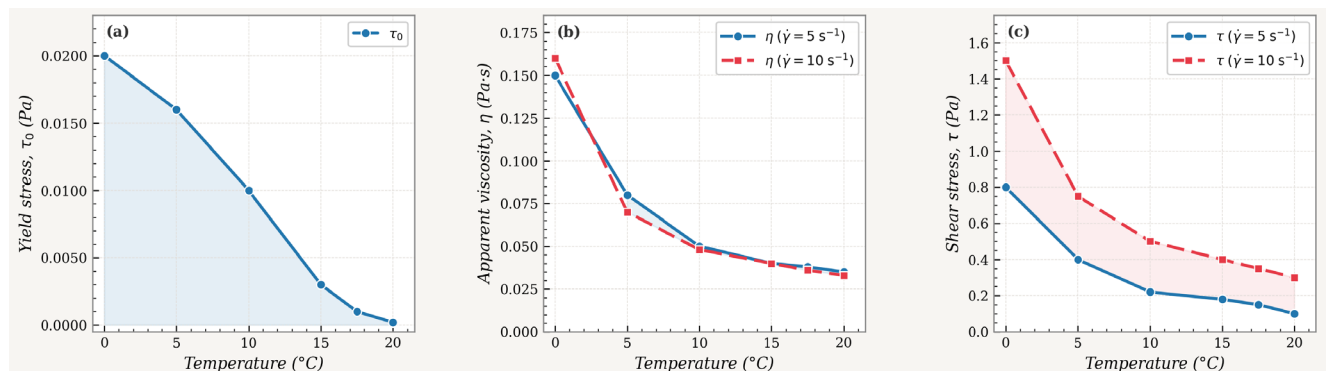 (a)
τ₀
0.0200
0.0150
0.0100
0.0050
0.0000
Yield stress, τ₀ (Pa)
0 5 10 15 20
Temperature (°C)
(b)
η (γ̇ = 5 s⁻¹)
η (γ̇ = 10 s⁻¹)
0.175
0.150
0.125
0.100
0.075
0.050
0.025
0.000
Apparent viscosity, η (Pa·s)
0 5 10 15 20
Temperature (°C)
(c)
τ (γ̇ = 5 s⁻¹)
τ (γ̇ = 10 s⁻¹)
1.6
1.4
1.2
1.0
0.8
0.6
0.4
0.2
0.0
Shear stress, τ (Pa)
0 5 10 15 20
Temperature (°C)